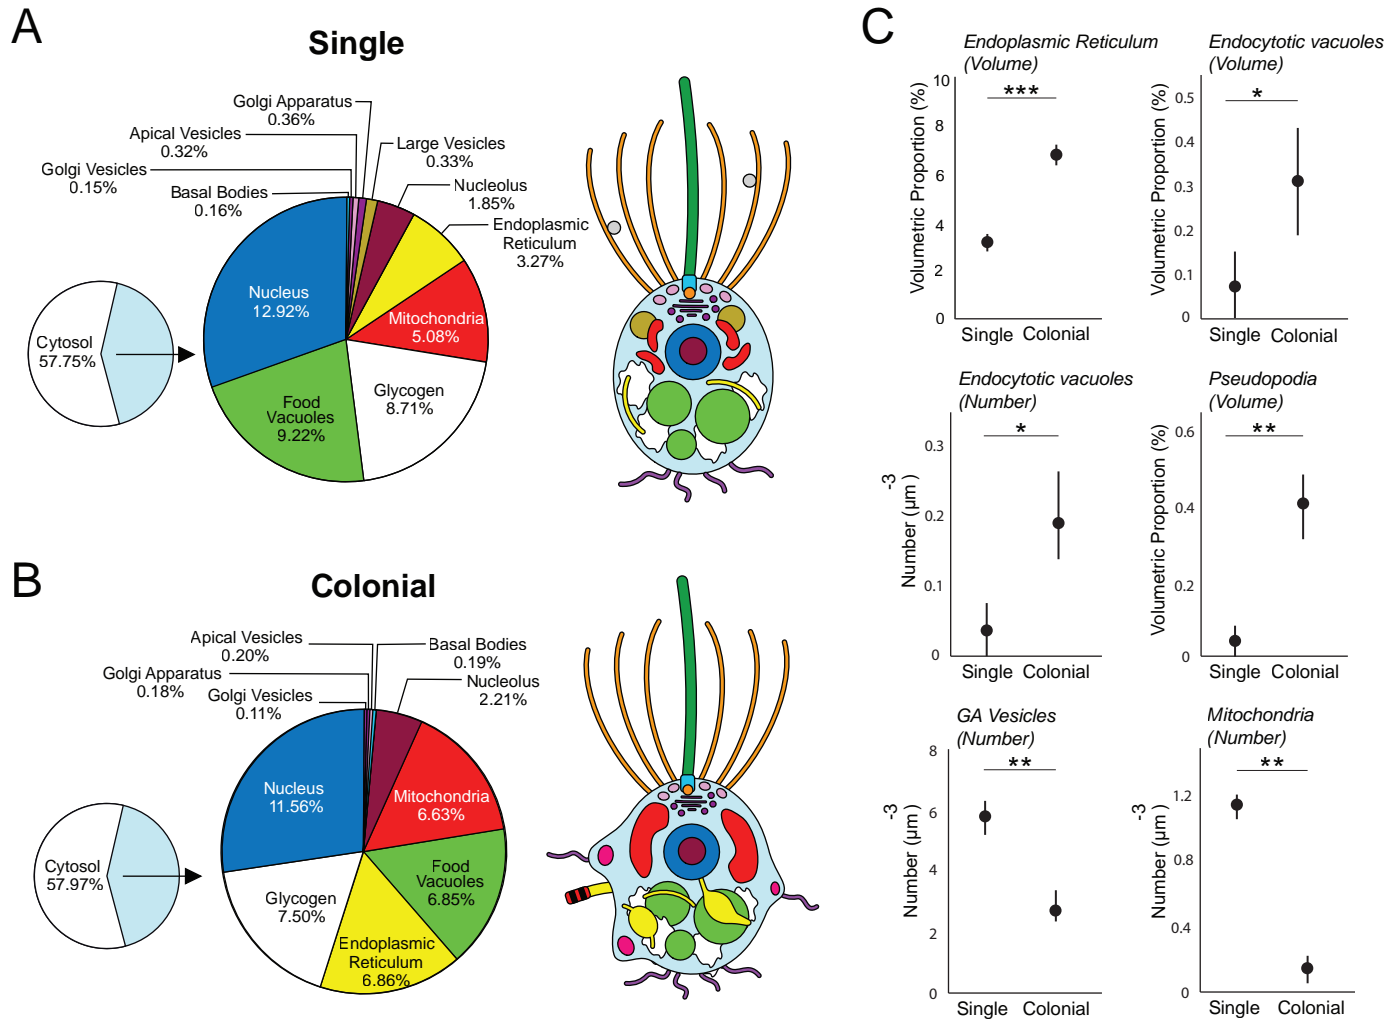 A
Single
Golgi Apparatus
0.36%
Apical Vesicles
0.32%
Large Vesicles
0.33%
Golgi Vesicles
0.15%
Nucleolus
1.85%
Basal Bodies
0.16%
Endoplasmic
Reticulum
3.27%
Nucleus
12.92%
Mitochondria
5.08%
Cytosol
57.75%
Glycogen
8.71%
Food
Vacuoles
9.22%
B
Colonial
Apical Vesicles
0.20%
Basal Bodies
0.19%
Golgi Apparatus
0.18%
Nucleolus
2.21%
Golgi Vesicles
0.11%
Nucleus
11.56%
Mitochondria
6.63%
Cytosol
57.97%
Food
Vacuoles
6.85%
Glycogen
7.50%
Endoplasmic
Reticulum
6.86%
C
Endoplasmic Reticulum
(Volume)
Volumetric Proportion (%)
10
8
6
4
2
0
***
Single Colonial
Endocytotic vacuoles
(Volume)
Volumetric Proportion (%)
0.5
0.4
0.3
0.2
0.1
0
*
Single Colonial
Endocytotic vacuoles
(Number)
Number (µm -3 )
0.3
0.2
0.1
0
*
Single Colonial
Pseudopodia
(Volume)
Volumetric Proportion (%)
0.6
0.4
0.2
0
**
Single Colonial
GA Vesicles
(Number)
Number (µm -3 )
8
6
4
2
0
**
Single Colonial
Mitochondria
(Number)
Number (µm -3 )
1.2
0.8
0.4
0
**
Single Colonial